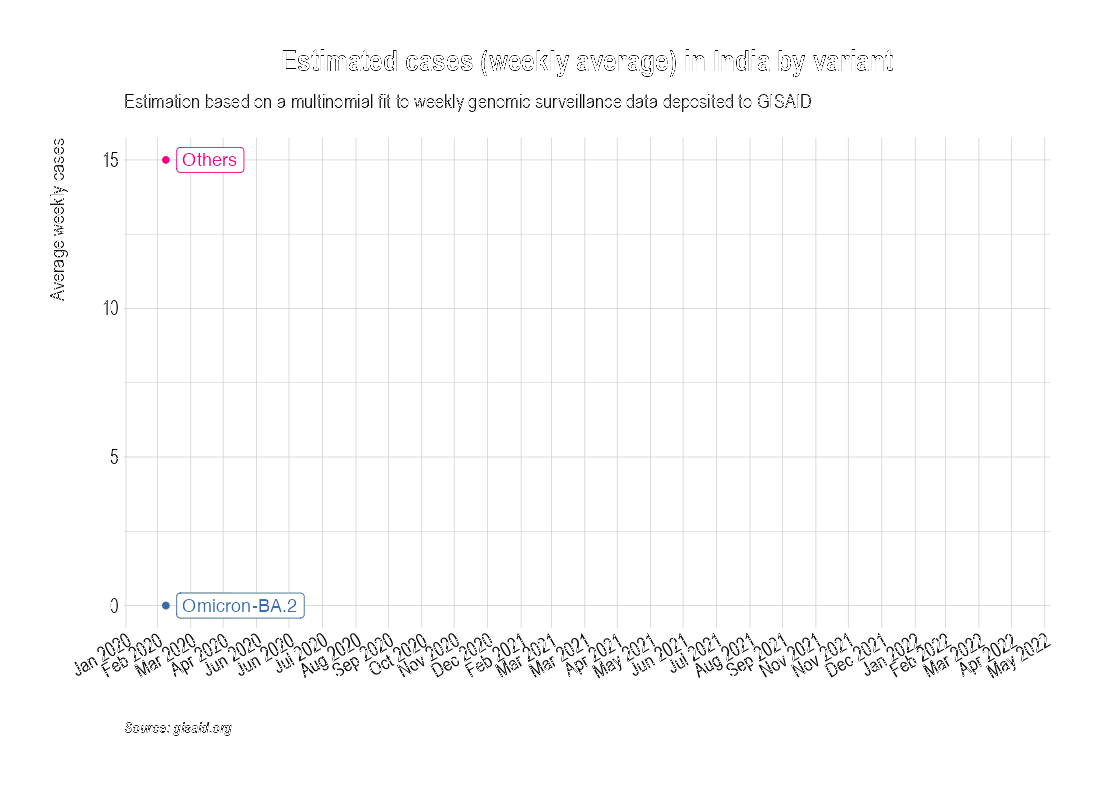 Estimated cases (weekly average) in India by variant
Estimation based on a multinomial fit to weekly genomic surveillance data deposited to GISAID
Average weekly cases
15
10
5
0
Others
Omicron-BA.2
Jan 2020
Feb 2020
Mar 2020
Apr 2020
Jun 2020
Jun 2020
Jul 2020
Aug 2020
Sep 2020
Oct 2020
Nov 2020
Dec 2020
Feb 2021
Mar 2021
Mar 2021
Apr 2021
May 2021
Jun 2021
Jul 2021
Aug 2021
Sep 2021
Nov 2021
Nov 2021
Dec 2021
Jan 2022
Feb 2022
Mar 2022
Apr 2022
May 2022
Source: gisaid.org